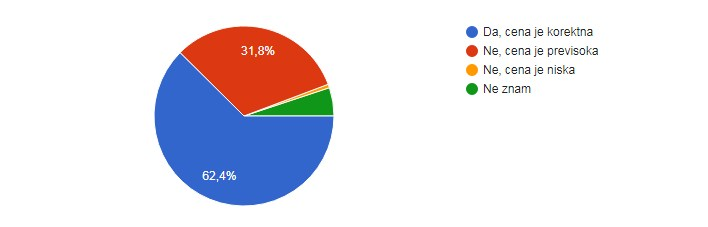 31,8%
62,4%
Da, cena je korektna
Ne, cena je previsoka
Ne, cena je niska
Ne znam